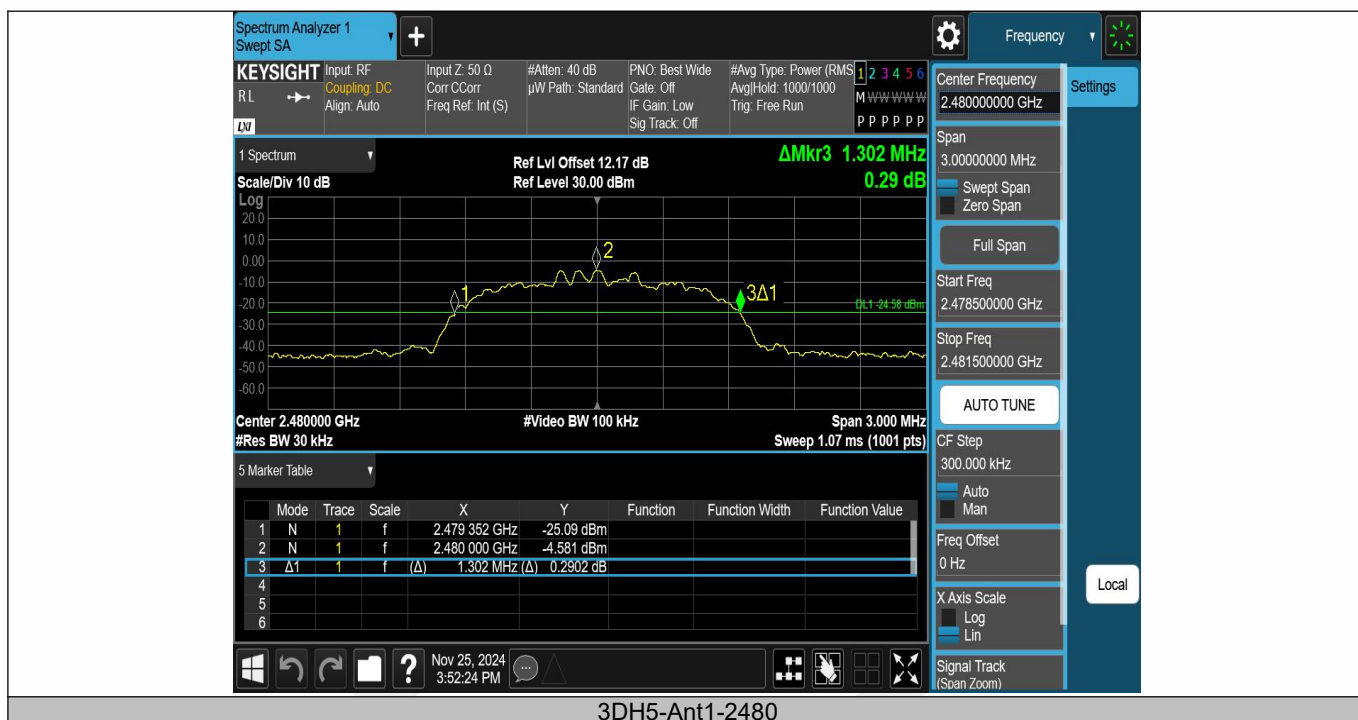 Spectrum Analyzer 1
Swept SA
+
Frequency
KEYSIGHT
RL
LXI
Input: RF
Coupling: DC
Align: Auto
Input Z: 50 Ω
Corr CCorr
Freq Ref: Int (S)
#Atten: 40 dB
µW Path: Standard
PNO: Best Wide
Gate: Off
IF Gain: Low
Sig Track: Off
#Avg Type: Power (RMS
Avg|Hold: 1000/1000
Trig: Free Run
1 2 3 4 5 6
M W W W W W
P P P P P P
1 Spectrum
Scale/Div 10 dB
Ref Lvl Offset 12.17 dB
Ref Level 30.00 dBm
ΔMkr3 1.302 MHz
0.29 dB
Log
20.0
10.0
0.00
-10.0
-20.0
-30.0
-40.0
-50.0
-60.0
1
2
3Δ1
DL1 -24.58 dBm
Center 2.480000 GHz
#Video BW 100 kHz
Span 3.000 MHz
#Res BW 30 kHz
Sweep 1.07 ms (1001 pts)
5 Marker Table
Mode Trace Scale X Y Function Function Width Function Value
1 N 1 f 2.479 352 GHz -25.09 dBm
2 N 1 f 2.480 000 GHz -4.581 dBm
3 Δ1 1 f (Δ) 1.302 MHz (Δ) 0.2902 dB
4
5
6
?
Nov 25, 2024
3:52:24 PM
Center Frequency
2.480000000 GHz
Settings
Span
3.00000000 MHz
Swept Span
Zero Span
Full Span
Start Freq
2.478500000 GHz
Stop Freq
2.481500000 GHz
AUTO TUNE
CF Step
300.000 kHz
Auto
Man
Freq Offset
0 Hz
X Axis Scale
Log
Lin
Local
Signal Track
(Span Zoom)
3DH5-Ant1-2480